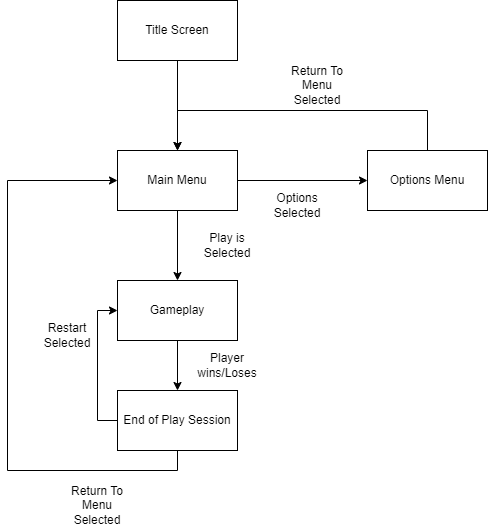 Title Screen
Return To
Menu
Selected
Main Menu
Options Menu
Options
Selected
Play is
Selected
Gameplay
Restart
Selected
Player
wins/Loses
End of Play Session
Return To
Menu
Selected